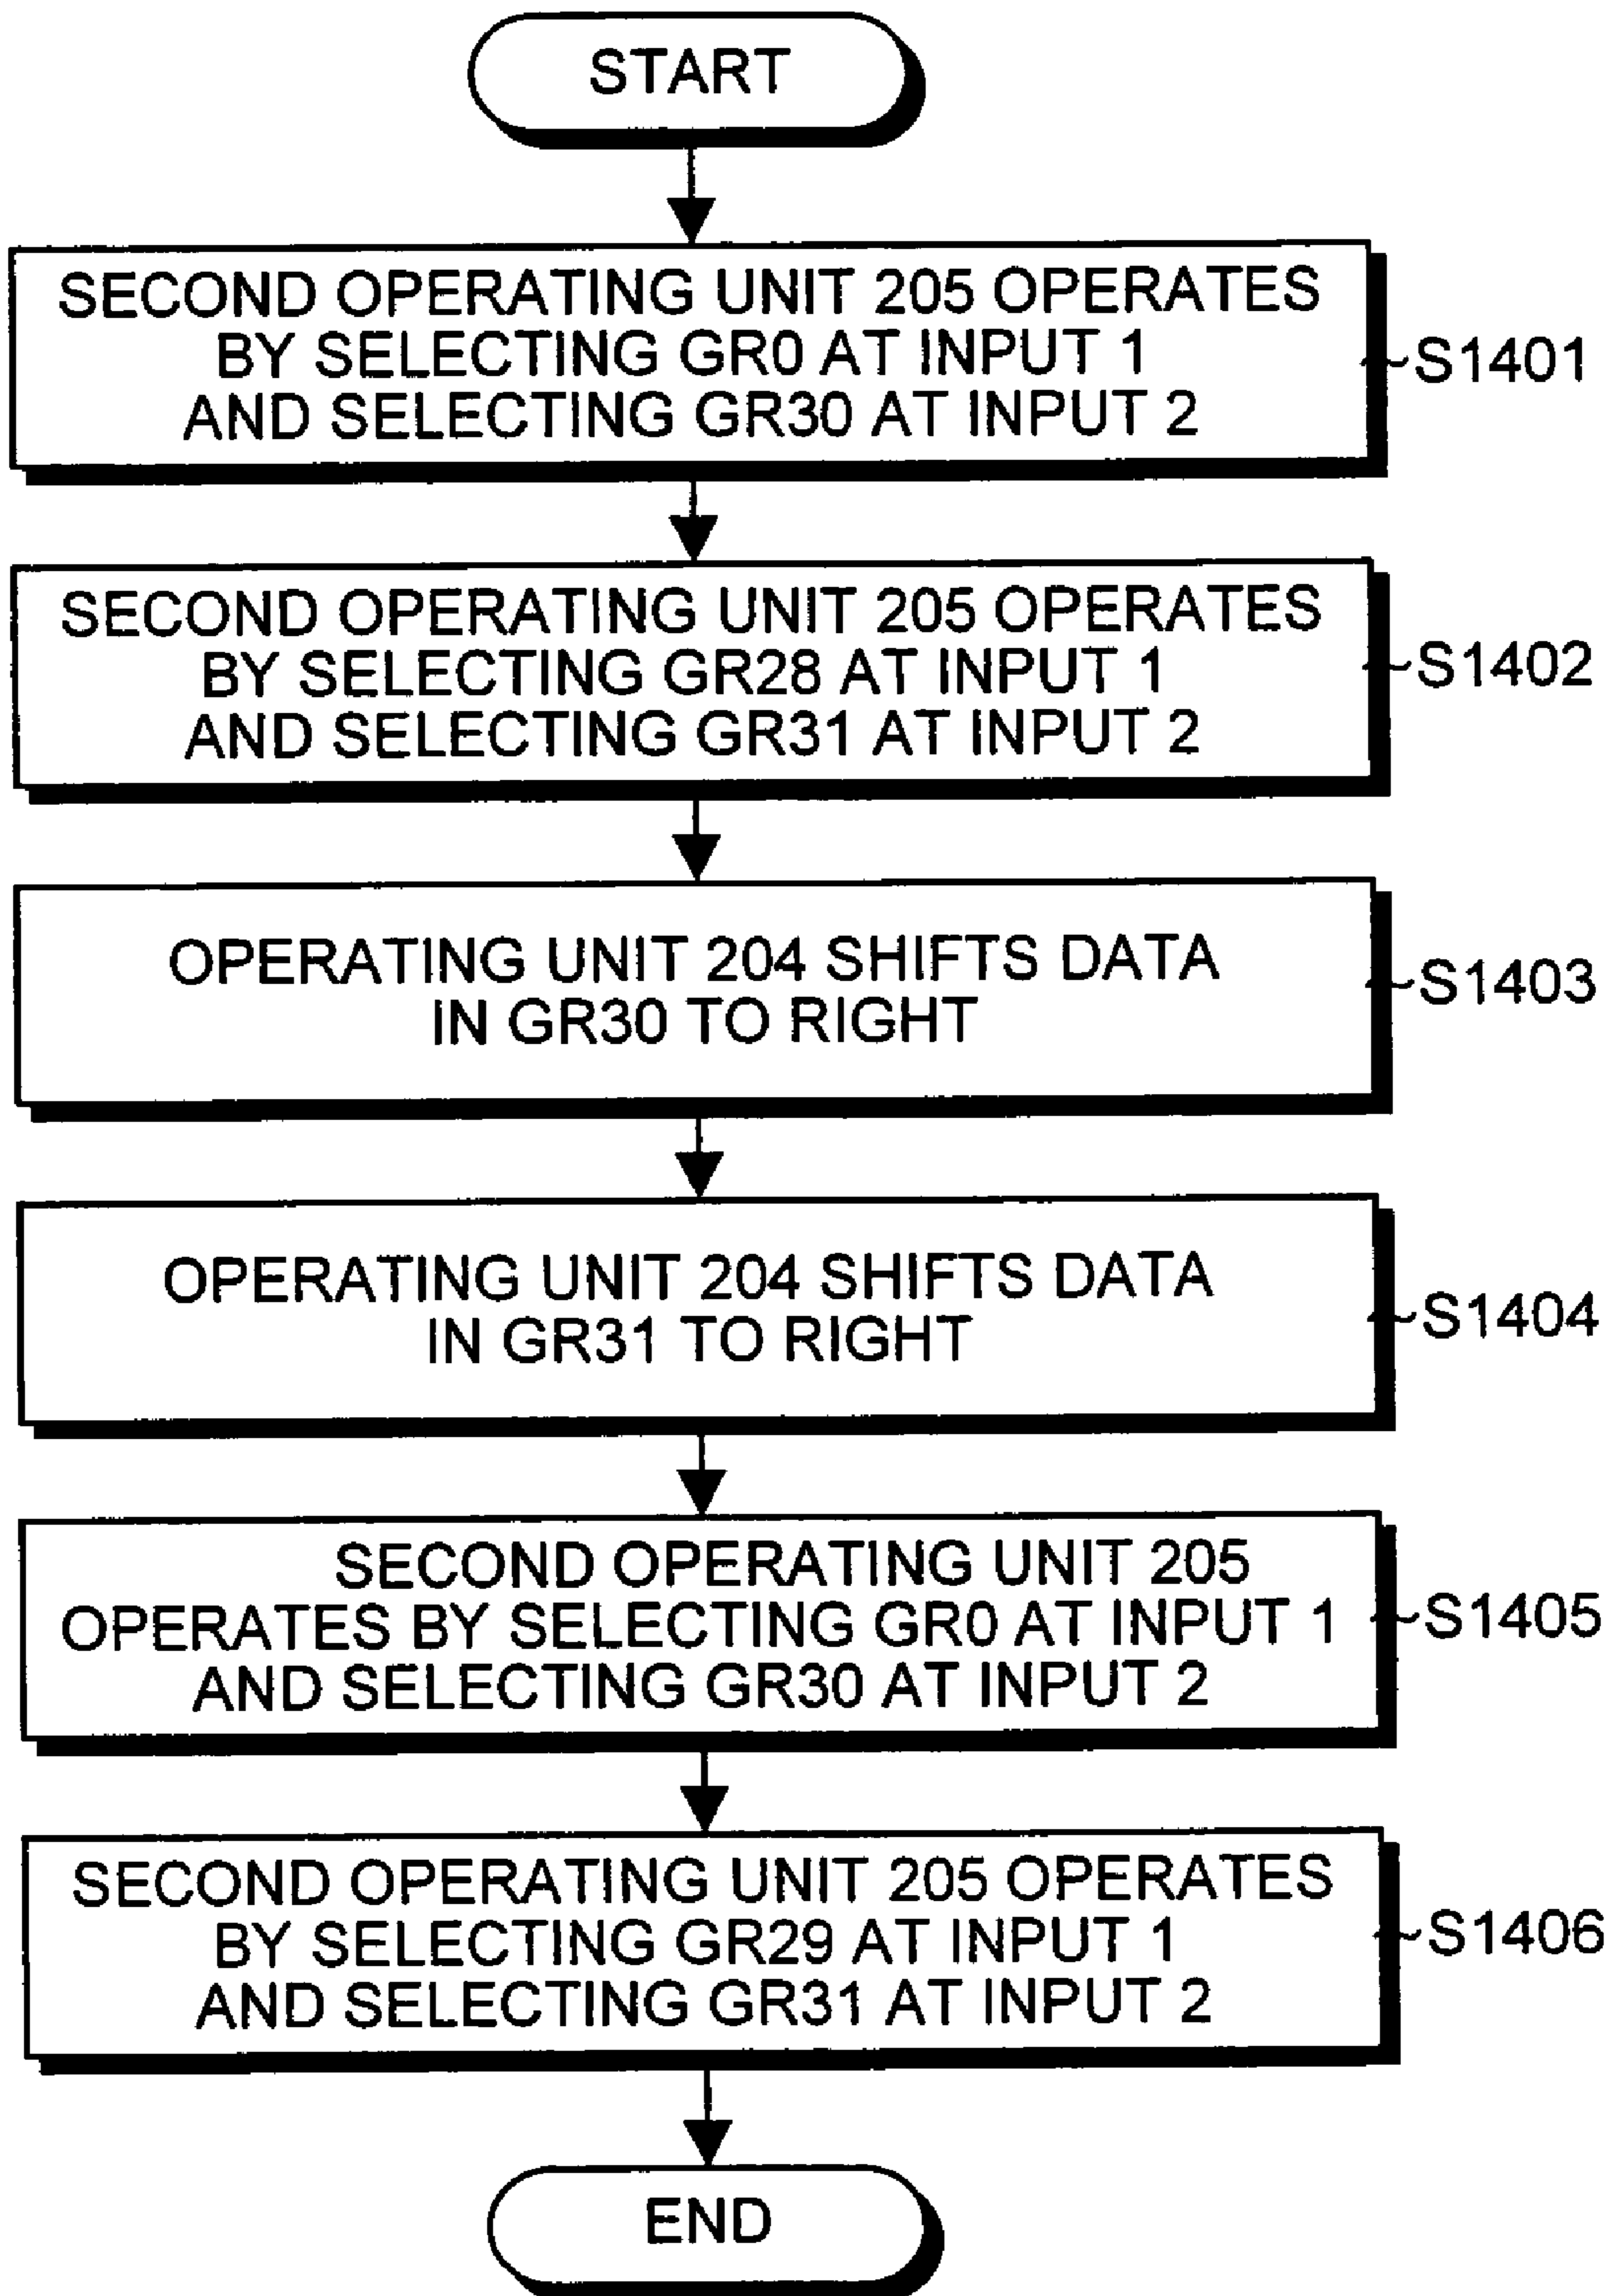 START
SECOND OPERATING UNIT 205 OPERATES
BY SELECTING GR0 AT INPUT 1
AND SELECTING GR30 AT INPUT 2
S1401
SECOND OPERATING UNIT 205 OPERATES
BY SELECTING GR28 AT INPUT 1
AND SELECTING GR31 AT INPUT 2
S1402
OPERATING UNIT 204 SHIFTS DATA
IN GR30 TO RIGHT
S1403
OPERATING UNIT 204 SHIFTS DATA
IN GR31 TO RIGHT
S1404
SECOND OPERATING UNIT 205
OPERATES BY SELECTING GR0 AT INPUT 1
AND SELECTING GR30 AT INPUT 2
S1405
SECOND OPERATING UNIT 205 OPERATES
BY SELECTING GR29 AT INPUT 1
AND SELECTING GR31 AT INPUT 2
S1406
END